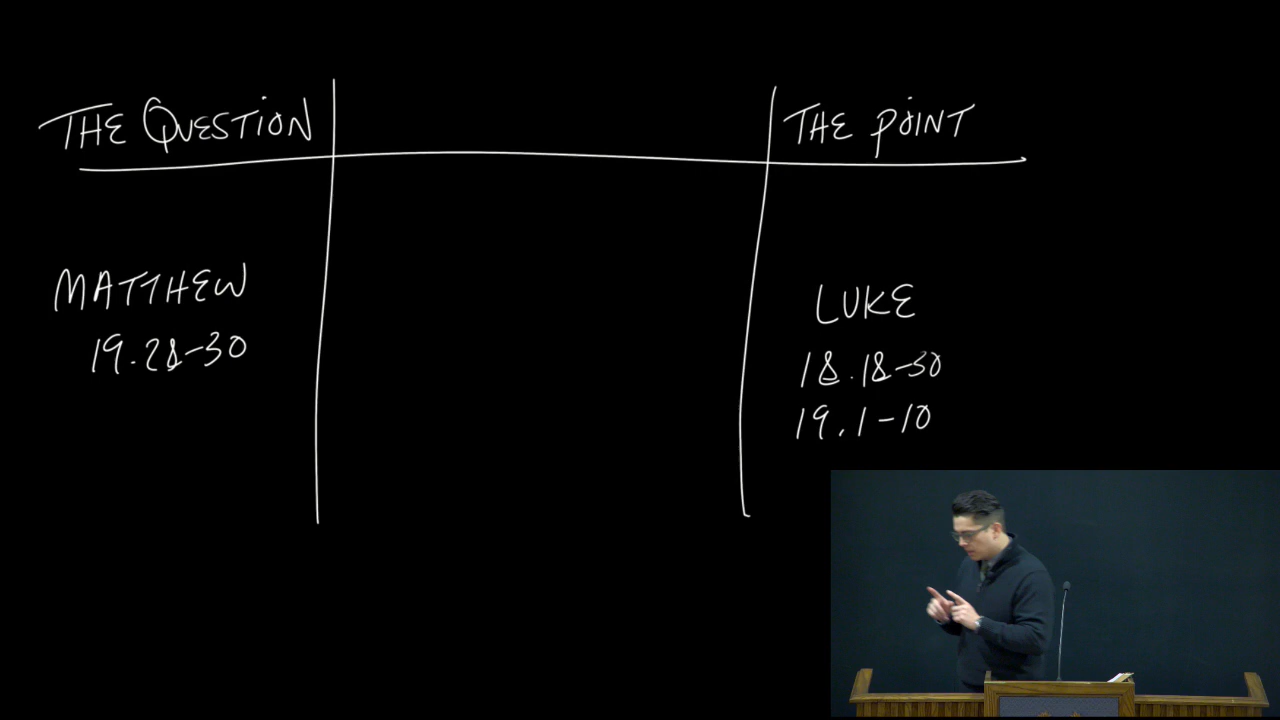 THE QUESTION
THE POINT
MATTHEW
19.28-30
LUKE
18.18-30
19.1-10